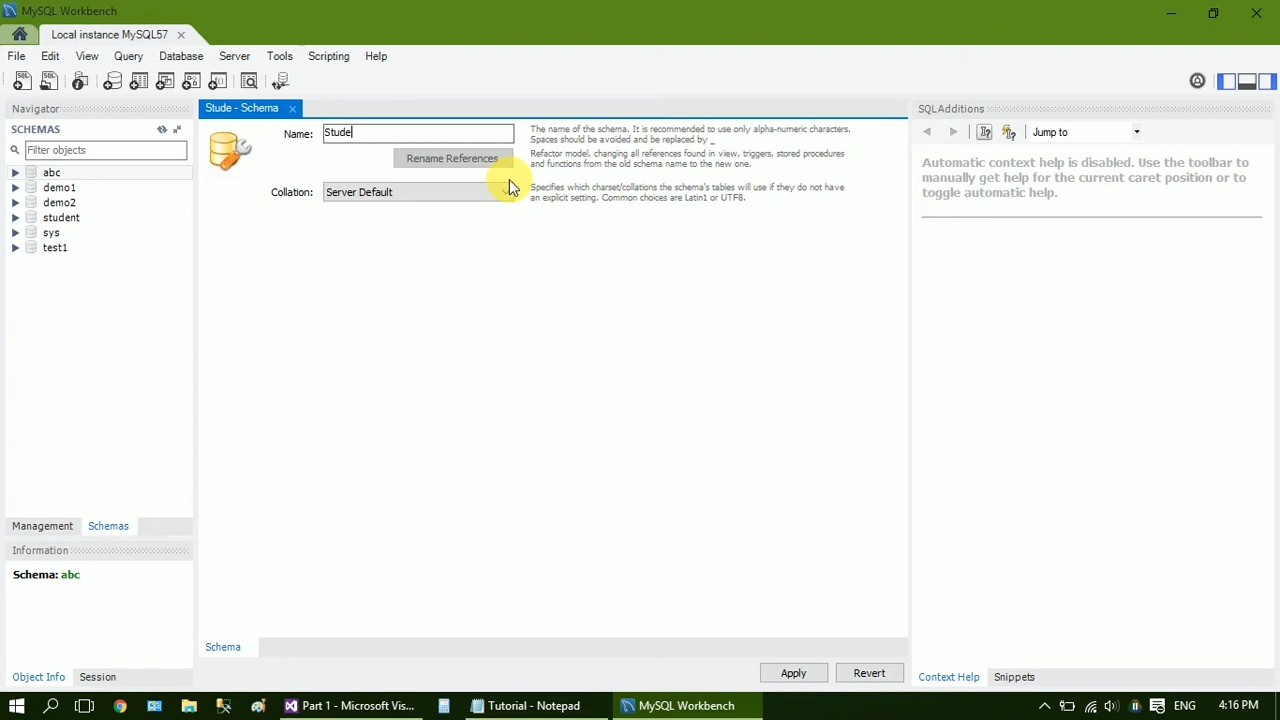 MySQL Workbench
Local instance MySQL57
File Edit View Query Database Server Tools Scripting Help
Navigator
SCHEMAS
Filter objects
abc
demo1
demo2
student
sys
test1
Management Schemas
Information
Schema: abc
Object Info Session
Stude - Schema
Name: Stude
The name of the schema. It is recommended to use only alpha-numeric characters.
Spaces should be avoided and be replaced by _
Rename References
Refactor model, changing all references found in view, triggers, stored procedures
and functions from the old schema name to the new one.
Collation: Server Default
Specifies which charset/collations the schema's tables will use if they do not have
an explicit setting. Common choices are Latin1 or UTF8.
Schema
Apply Revert
SQL Additions
Jump to
Automatic context help is disabled. Use the toolbar to
manually get help for the current caret position or to
toggle automatic help.
Context Help Snippets
Part 1 - Microsoft Vis... Tutorial - Notepad MySQL Workbench ENG 4:16 PM